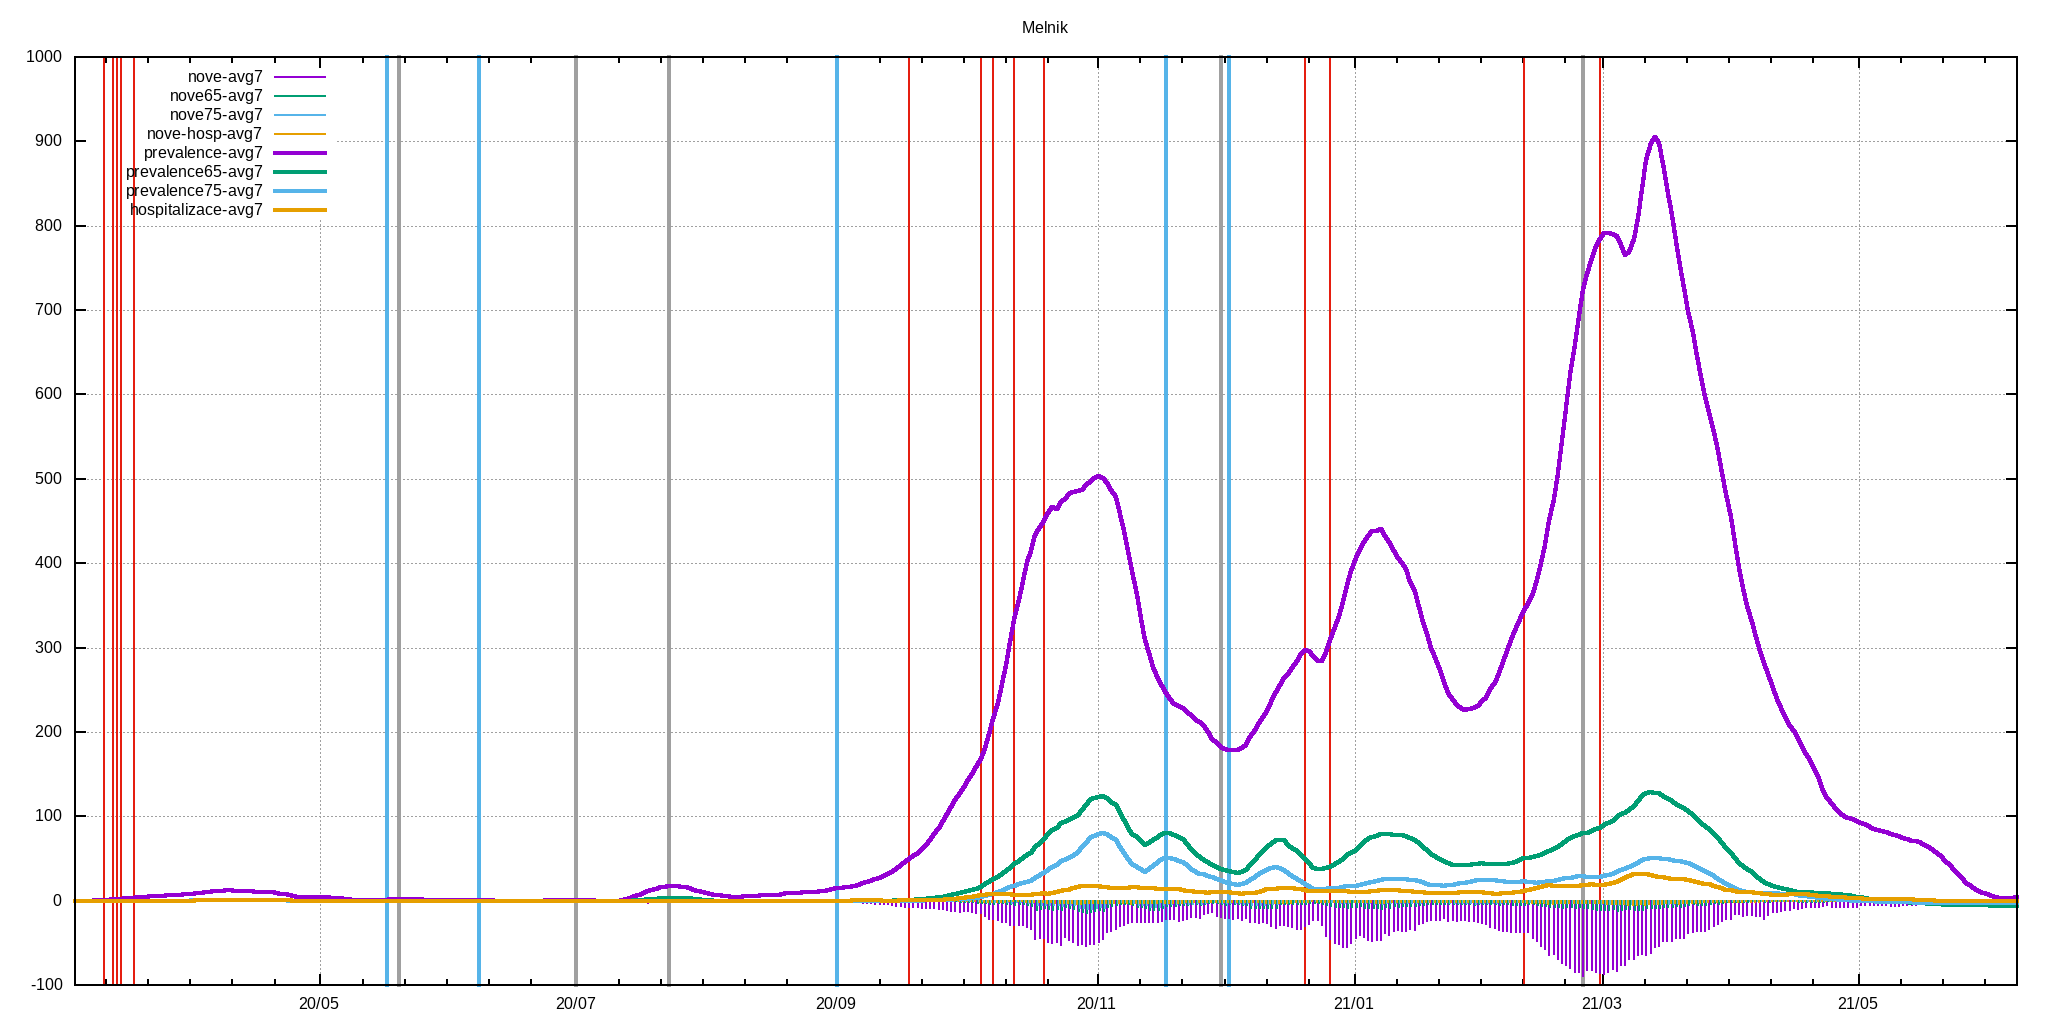 Melnik
1000
900
800
700
600
500
400
300
200
100
0
-100
nove-avg7
nove65-avg7
nove75-avg7
nove-hosp-avg7
prevalence-avg7
prevalence65-avg7
prevalence75-avg7
hospitalizace-avg7
20/05 20/07 20/09 20/11 21/01 21/03 21/05